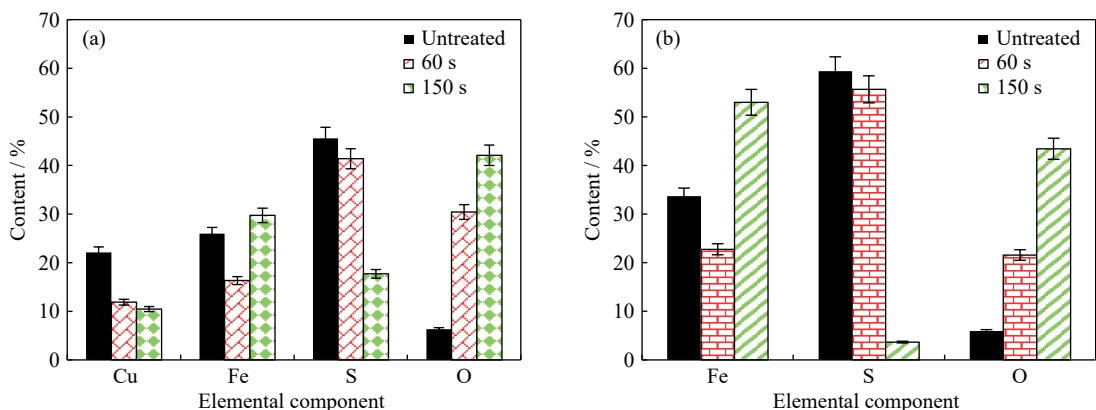 (a)
Untreated
60 s
150 s
70
60
50
40
30
20
10
0
Content / %
Cu Fe S O
Elemental component
(b)
Untreated
60 s
150 s
70
60
50
40
30
20
10
0
Content / %
Fe S O
Elemental component